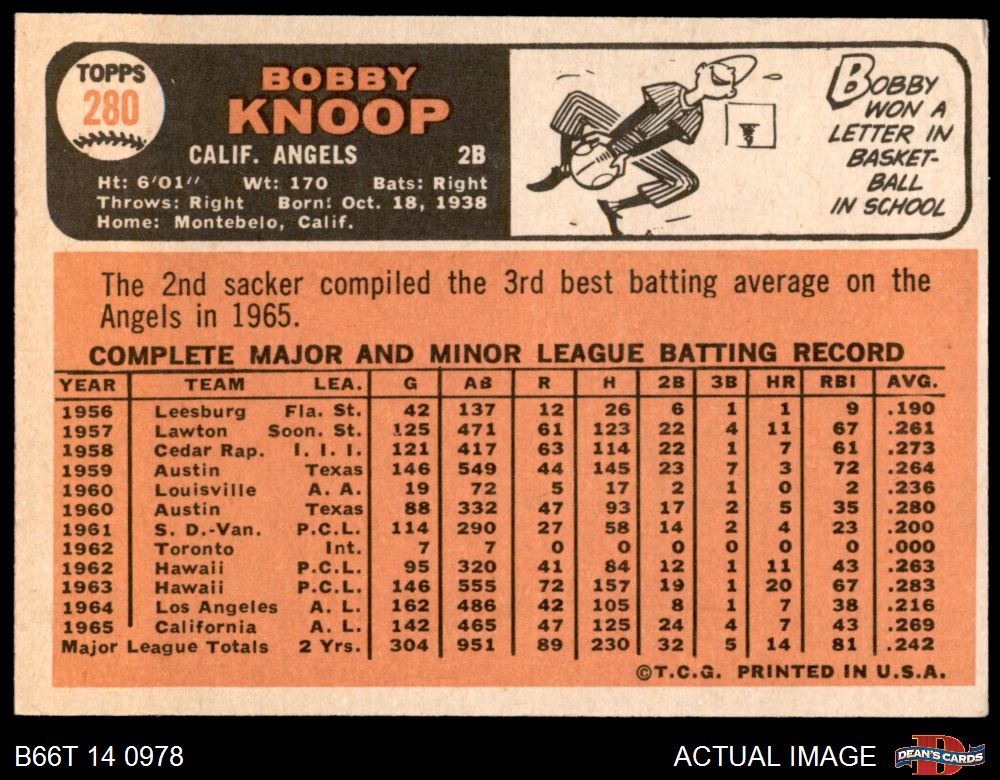 TOPPS
280
BOBBY
KNOOP
CALIF. ANGELS 2B
Ht: 6'01" Wt: 170 Bats: Right
Throws: Right Born: Oct. 18, 1938
Home: Montebelo, Calif.
BOBBY
WON A
LETTER IN
BASKET-
BALL
IN SCHOOL
The 2nd sacker compiled the 3rd best batting average on the
Angels in 1965.
COMPLETE MAJOR AND MINOR LEAGUE BATTING RECORD
YEAR TEAM LEA. G AB R H 2B 3B HR RBI AVG.
1956 Leesburg Fla. St. 42 137 12 26 6 1 1 9 .190
1957 Lawton Soon. St. 125 471 61 123 22 4 11 67 .261
1958 Cedar Rap. I. I. I. 121 417 63 114 22 1 7 61 .273
1959 Austin Texas 146 549 44 145 23 7 3 72 .264
1960 Louisville A. A. 19 72 5 17 2 1 0 2 .236
1960 Austin Texas 88 332 47 93 17 2 5 35 .280
1961 S. D.-Van. P.C.L. 114 290 27 58 14 2 4 23 .200
1962 Toronto Int. 7 7 0 0 0 0 0 0 .000
1962 Hawaii P.C.L. 95 320 41 84 12 1 11 43 .263
1963 Hawaii P.C.L. 146 555 72 157 19 1 20 67 .283
1964 Los Angeles A. L. 162 486 42 105 8 1 7 38 .216
1965 California A. L. 142 465 47 125 24 4 7 43 .269
Major League Totals 2 Yrs. 304 951 89 230 32 5 14 81 .242
©T.C.G. PRINTED IN U.S.A.
B66T 14 0978 ACTUAL IMAGE DEAN'S CARDS